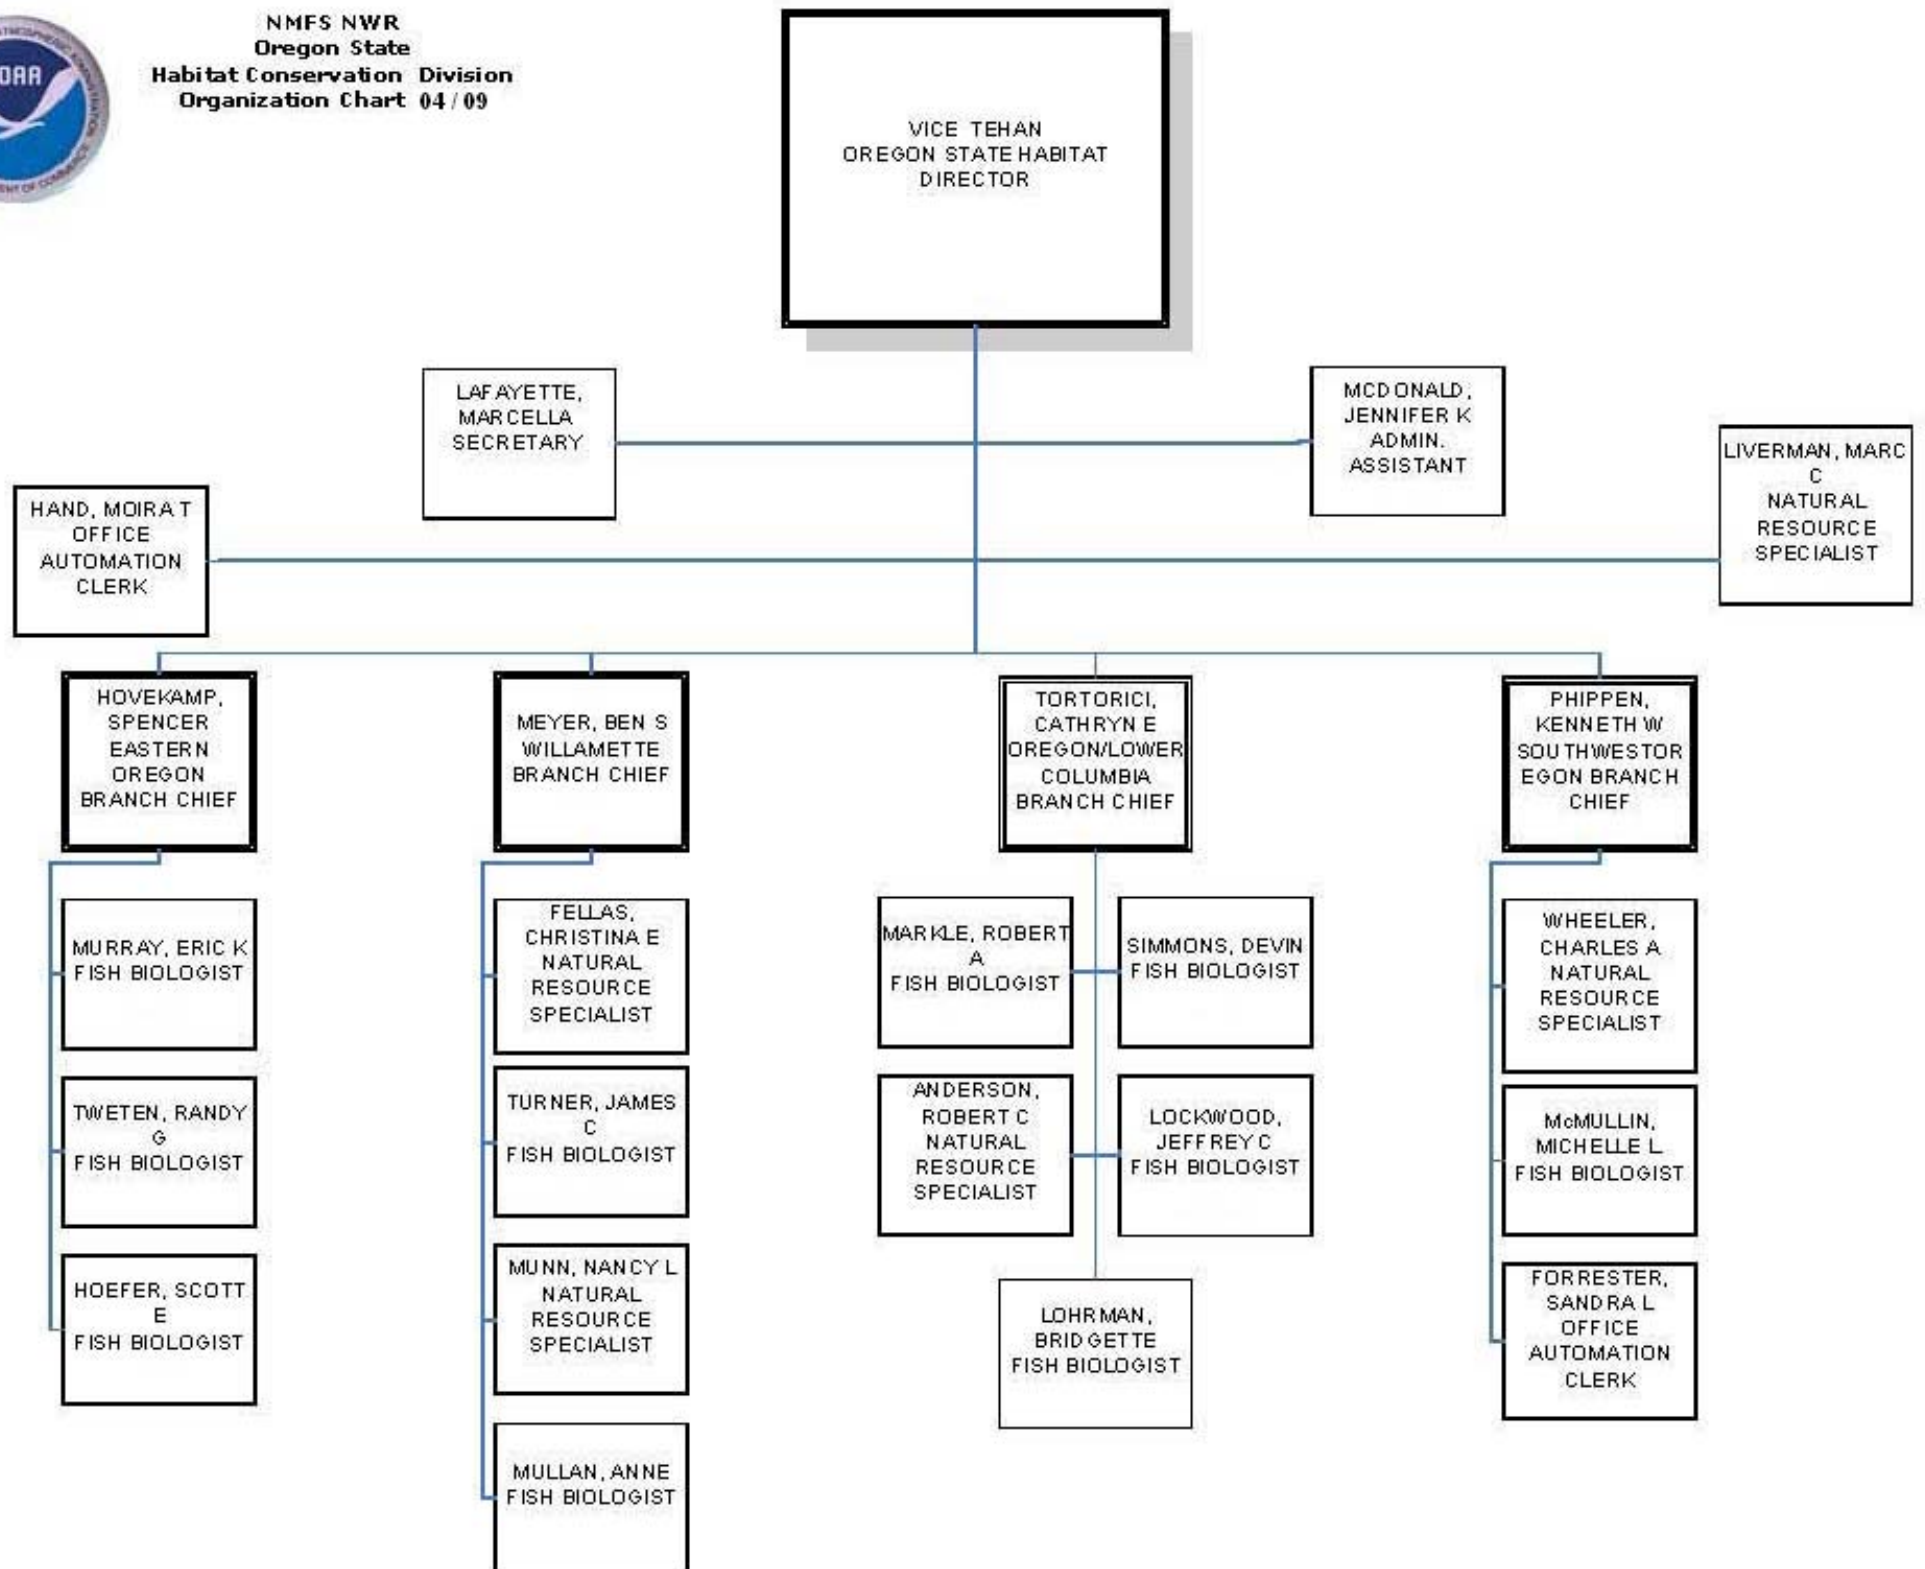 NMFS NWR
Oregon State
Habitat Conservation Division
Organization Chart 04 / 09
VICE TEHAN
OREGON STATE HABITAT
DIRECTOR
LAFAYETTE,
MARCELLA
SECRETARY
MCDONALD,
JENNIFER K
ADMIN.
ASSISTANT
LIVERMAN, MARC
C
NATURAL
RESOURCE
SPECIALIST
HAND, MOIRA T
OFFICE
AUTOMATION
CLERK
HOVEKAMP,
SPENCER
EASTERN
OREGON
BRANCH CHIEF
MEYER, BEN S
WILLAMETTE
BRANCH CHIEF
TORTORICI,
CATHRYN E
OREGON/LOWER
COLUMBIA
BRANCH CHIEF
PHIPPEN,
KENNETH W
SOUTHWESTOR
EGON BRANCH
CHIEF
MURRAY, ERIC K
FISH BIOLOGIST
TWETEN, RANDY
G
FISH BIOLOGIST
HOEFER, SCOTT
E
FISH BIOLOGIST
FELLAS,
CHRISTINA E
NATURAL
RESOURCE
SPECIALIST
TURNER, JAMES
C
FISH BIOLOGIST
MUNN, NANCY L
NATURAL
RESOURCE
SPECIALIST
MULLAN, ANNE
FISH BIOLOGIST
MARKLE, ROBERT
A
FISH BIOLOGIST
SIMMONS, DEVIN
FISH BIOLOGIST
ANDERSON,
ROBERT C
NATURAL
RESOURCE
SPECIALIST
LOCKWOOD,
JEFFREY C
FISH BIOLOGIST
LOHRMAN,
BRIDGETTE
FISH BIOLOGIST
WHEELER,
CHARLES A
NATURAL
RESOURCE
SPECIALIST
McMULLIN,
MICHELLE L
FISH BIOLOGIST
FORRESTER,
SANDRA L
OFFICE
AUTOMATION
CLERK